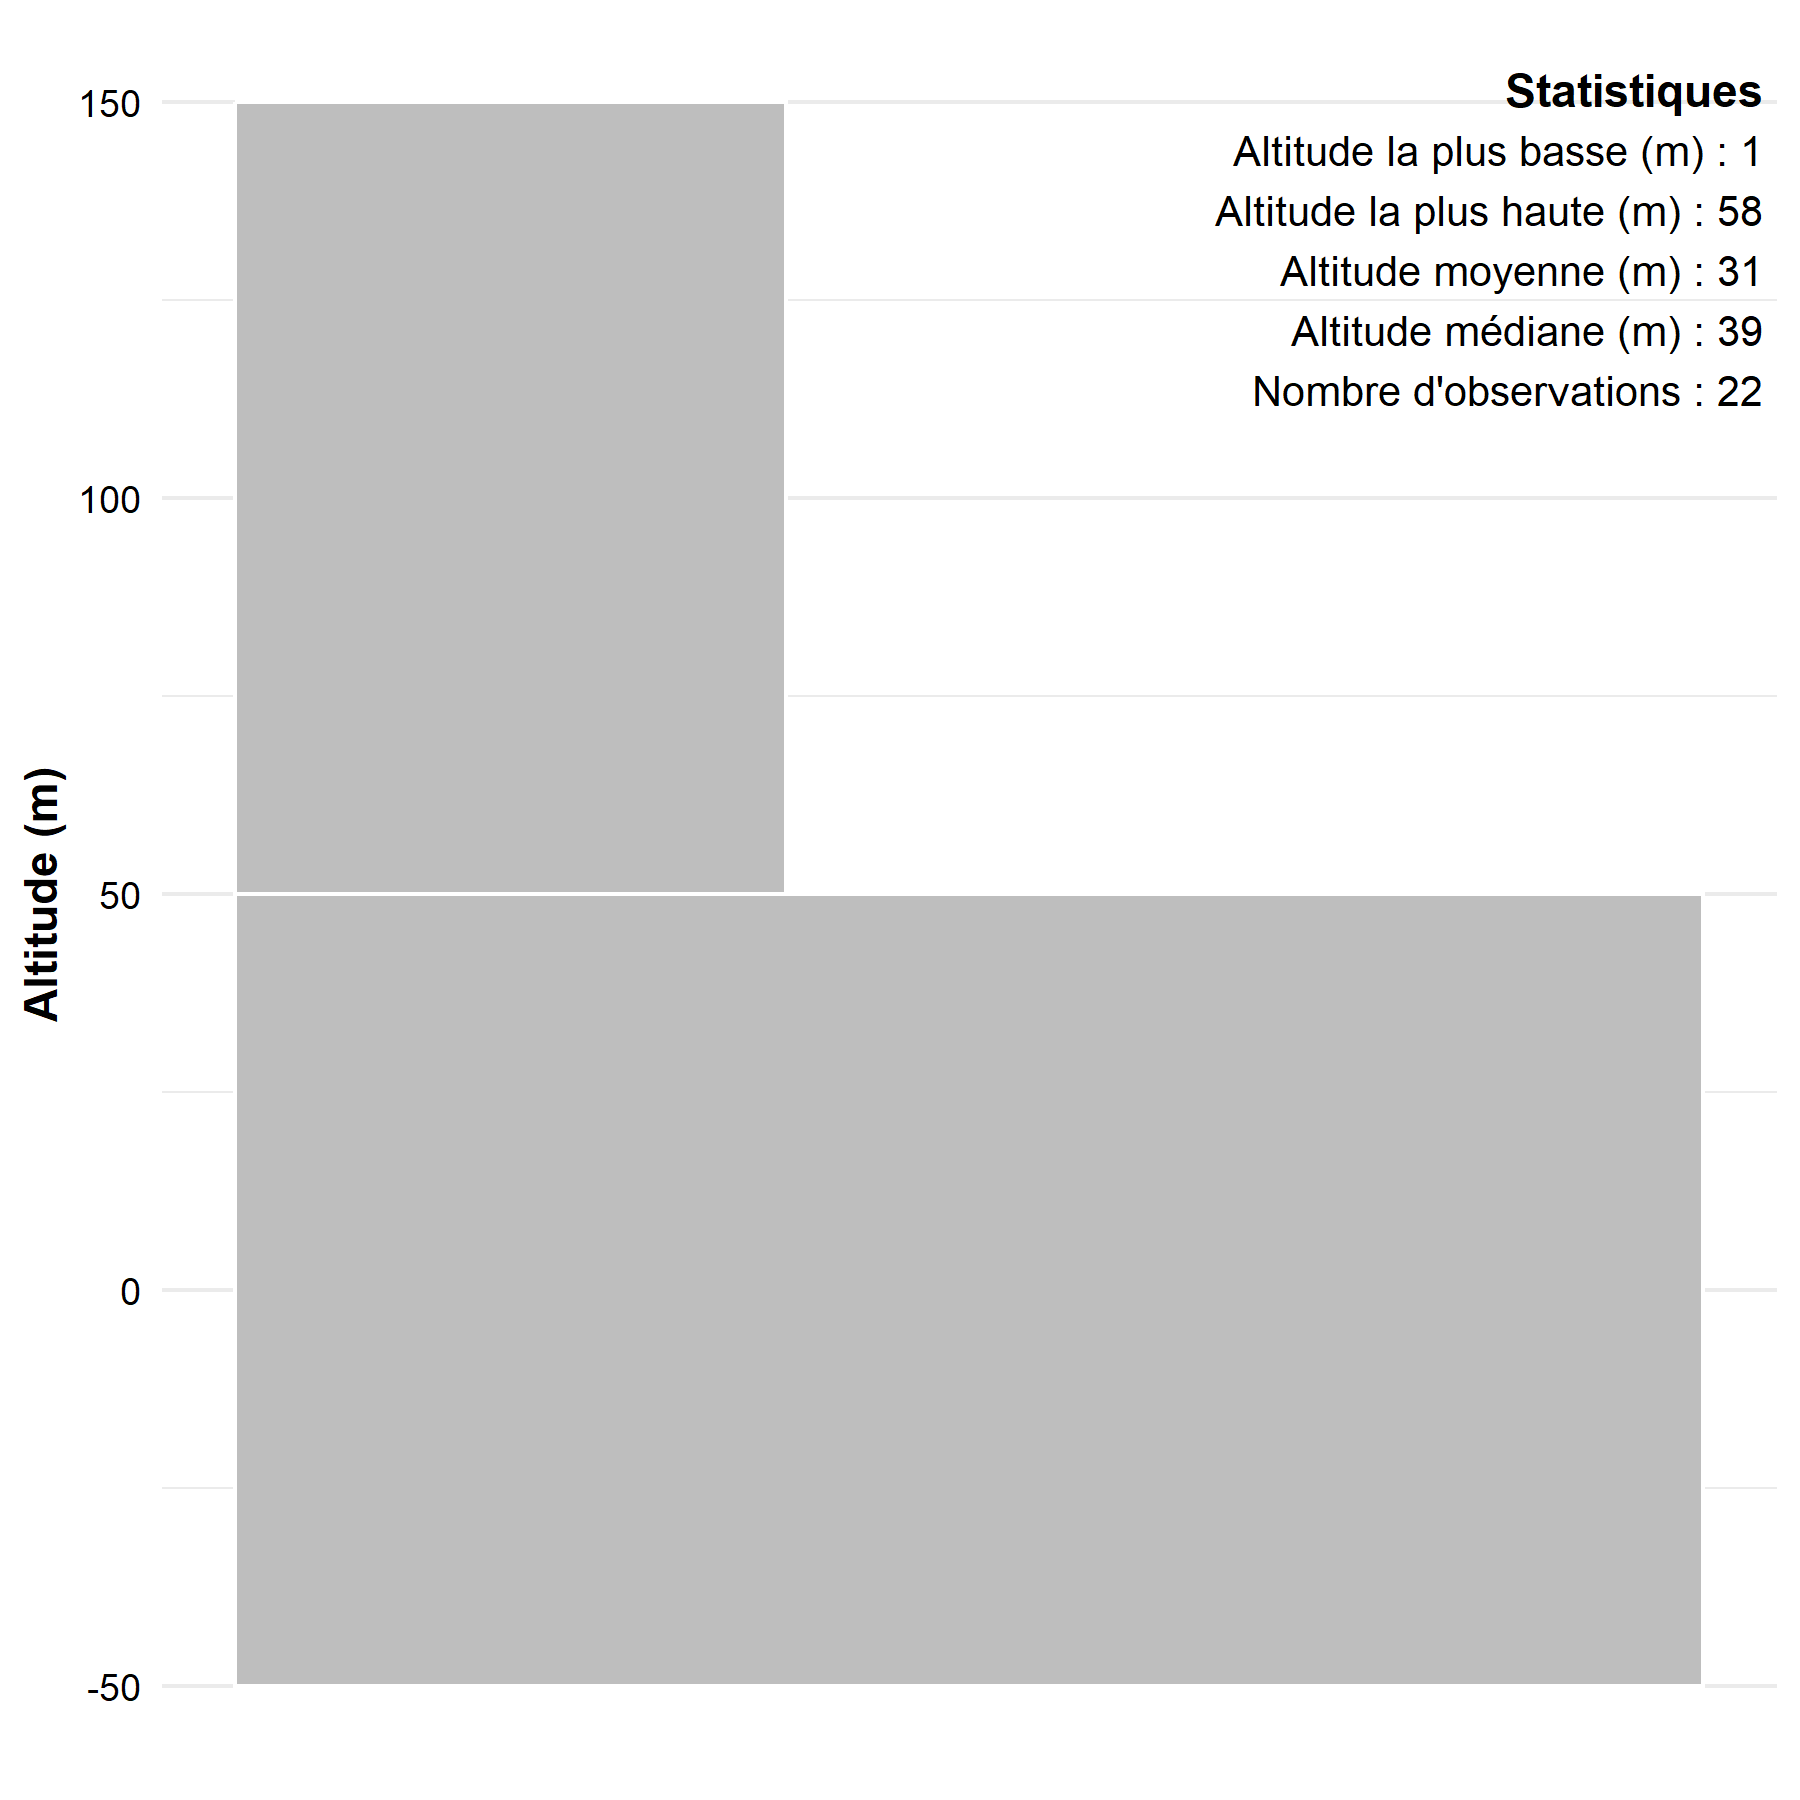 Statistiques
Altitude la plus basse (m) : 1
Altitude la plus haute (m) : 58
Altitude moyenne (m) : 31
Altitude médiane (m) : 39
Nombre d'observations : 22
150
100
50
0
-50
Altitude (m)